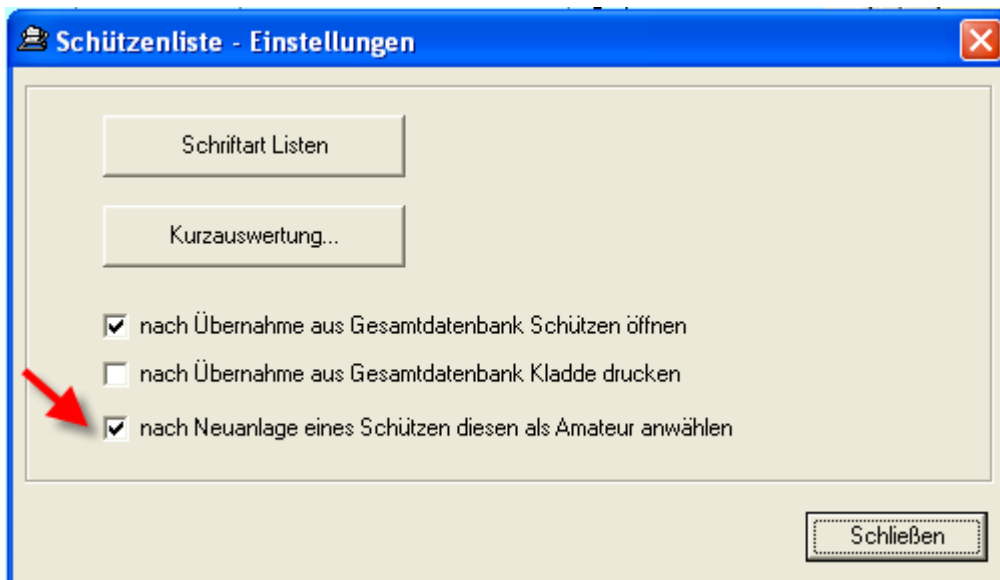 Schützenliste - Einstellungen
Schriftart Listen
Kurzauswertung...
nach Übernahme aus Gesamtdatenbank Schützen öffnen
nach Übernahme aus Gesamtdatenbank Kladde drucken
nach Neuanlage eines Schützen diesen als Amateur anwählen
Schließen